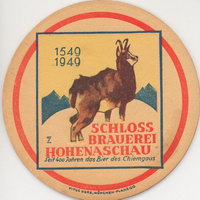 1549
1949
SCHLOSS
BRAUEREI
HOHENASCHAU
Seit 400 Jahren das Bier des Chiemgaus